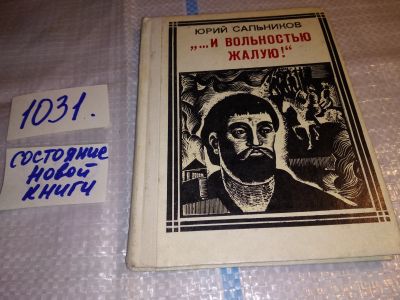 1031.
состояние
новой
книги
ЮРИЙ САЛЬНИКОВ
„...И ВОЛЬНОСТЬЮ
ЖАЛУЮ!“